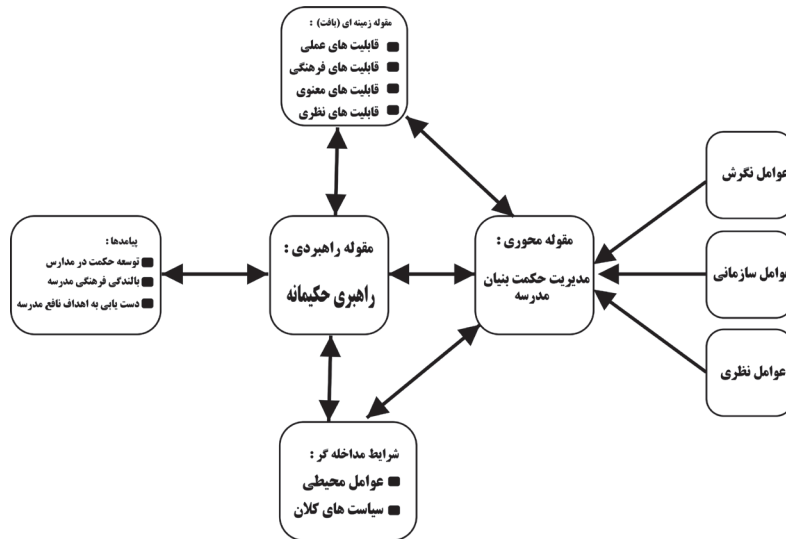 مقوله زمینه ای (بافت) :
قابلیت های عملی
قابلیت های فرهنگی
قابلیت های معنوی
قابلیت های نظری
عوامل نگرش
عوامل سازمانی
عوامل نظری
مقوله محوری :
مدیریت حکمت بنیان
مدرسه
مقوله راهبردی :
راهبری حکیمانه
پیامدها :
توسعه حکمت در مدارس
بالندگی فرهنگی مدرسه
دست یابی به اهداف نافع مدرسه
شرایط مداخله گر :
عوامل محیطی
سیاست های کلان